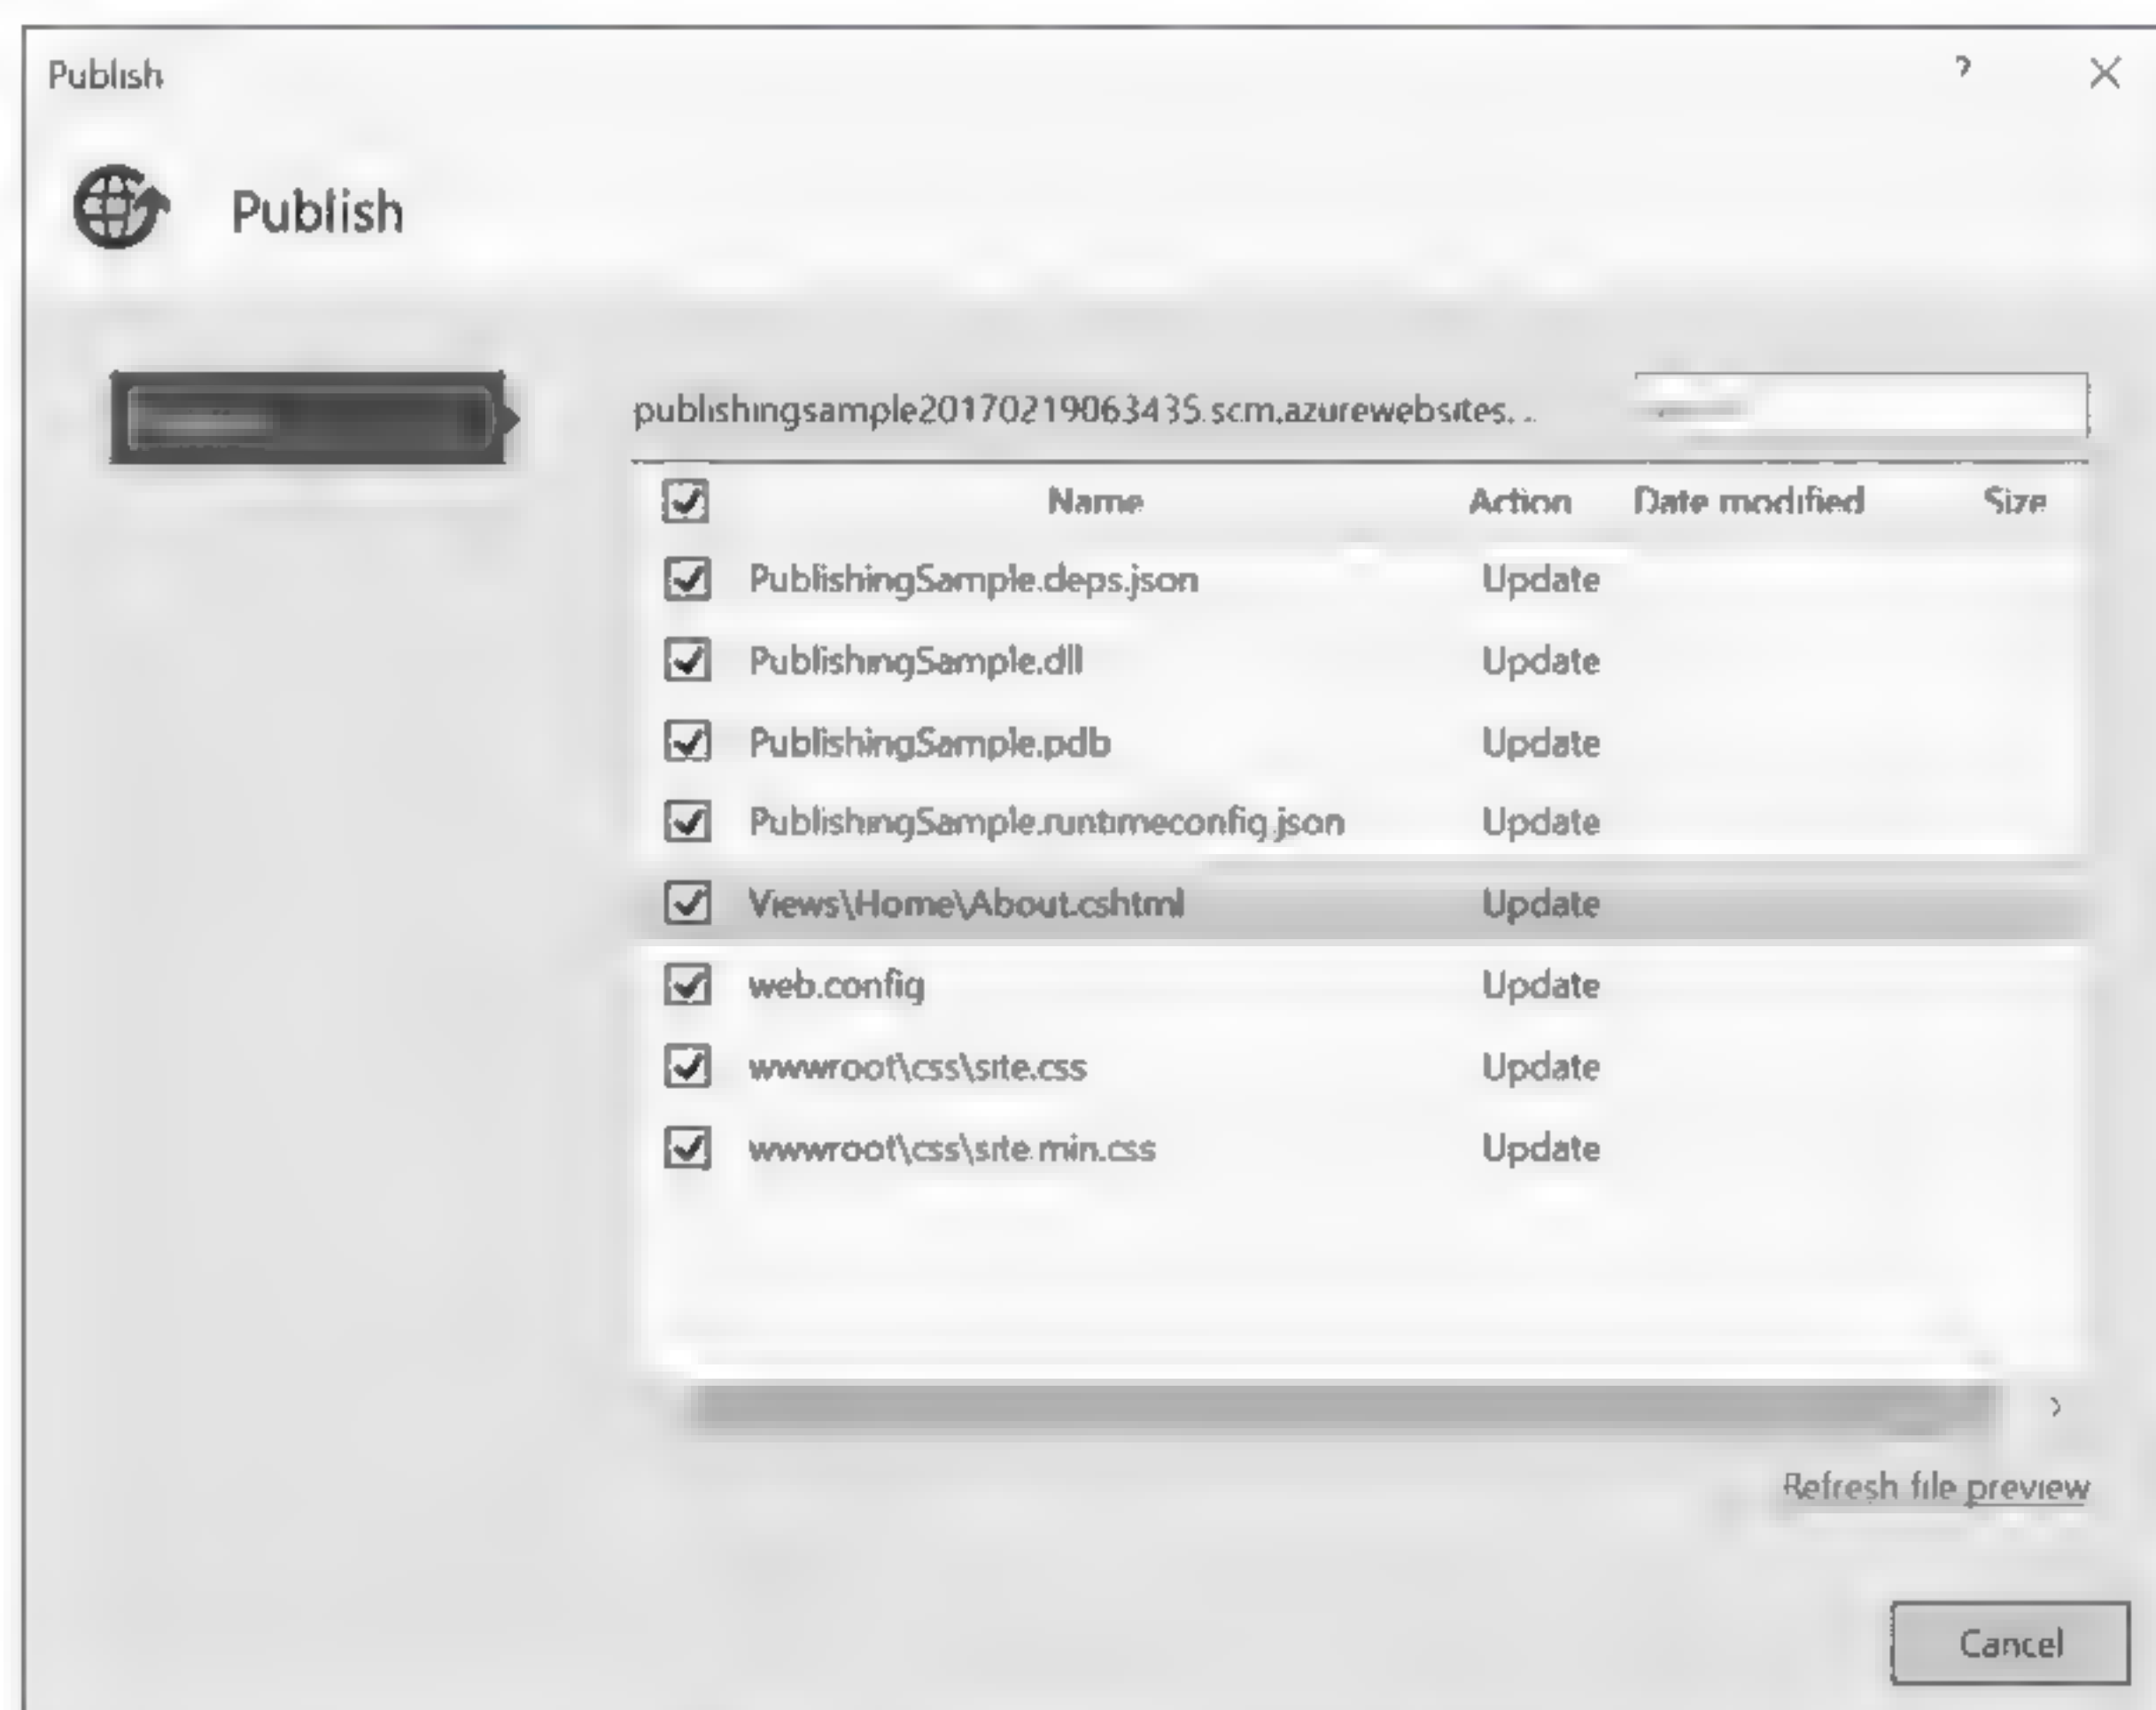 Publish ?
Publish
publishingsample20170219063435.scm.azurewebsites...
Name Action Date modified Size
PublishingSample.deps.json Update
PublishingSample.dll Update
PublishingSample.pdb Update
PublishingSample.runtimeconfig.json Update
Views\Home\About.cshtml Update
web.config Update
wwwroot\css\site.css Update
wwwroot\css\site.min.css Update
Refresh file preview
Cancel